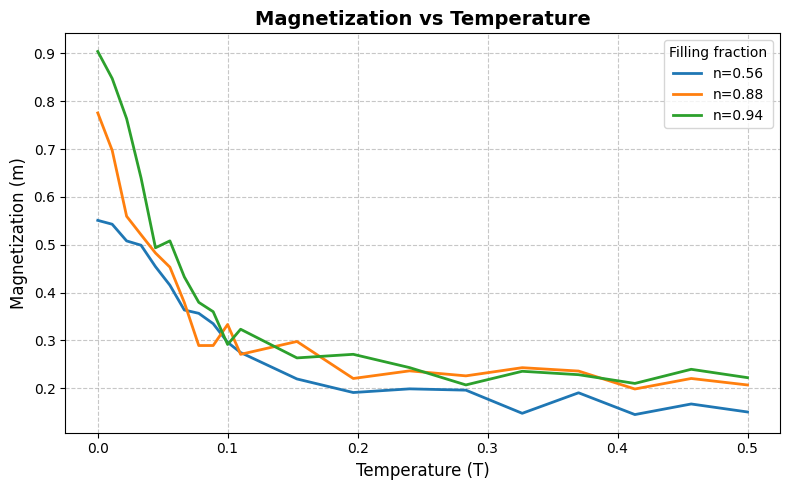 Magnetization vs Temperature
Filling fraction
n=0.56
n=0.88
n=0.94
Magnetization (m)
0.9
0.8
0.7
0.6
0.5
0.4
0.3
0.2
0.0 0.1 0.2 0.3 0.4 0.5
Temperature (T)